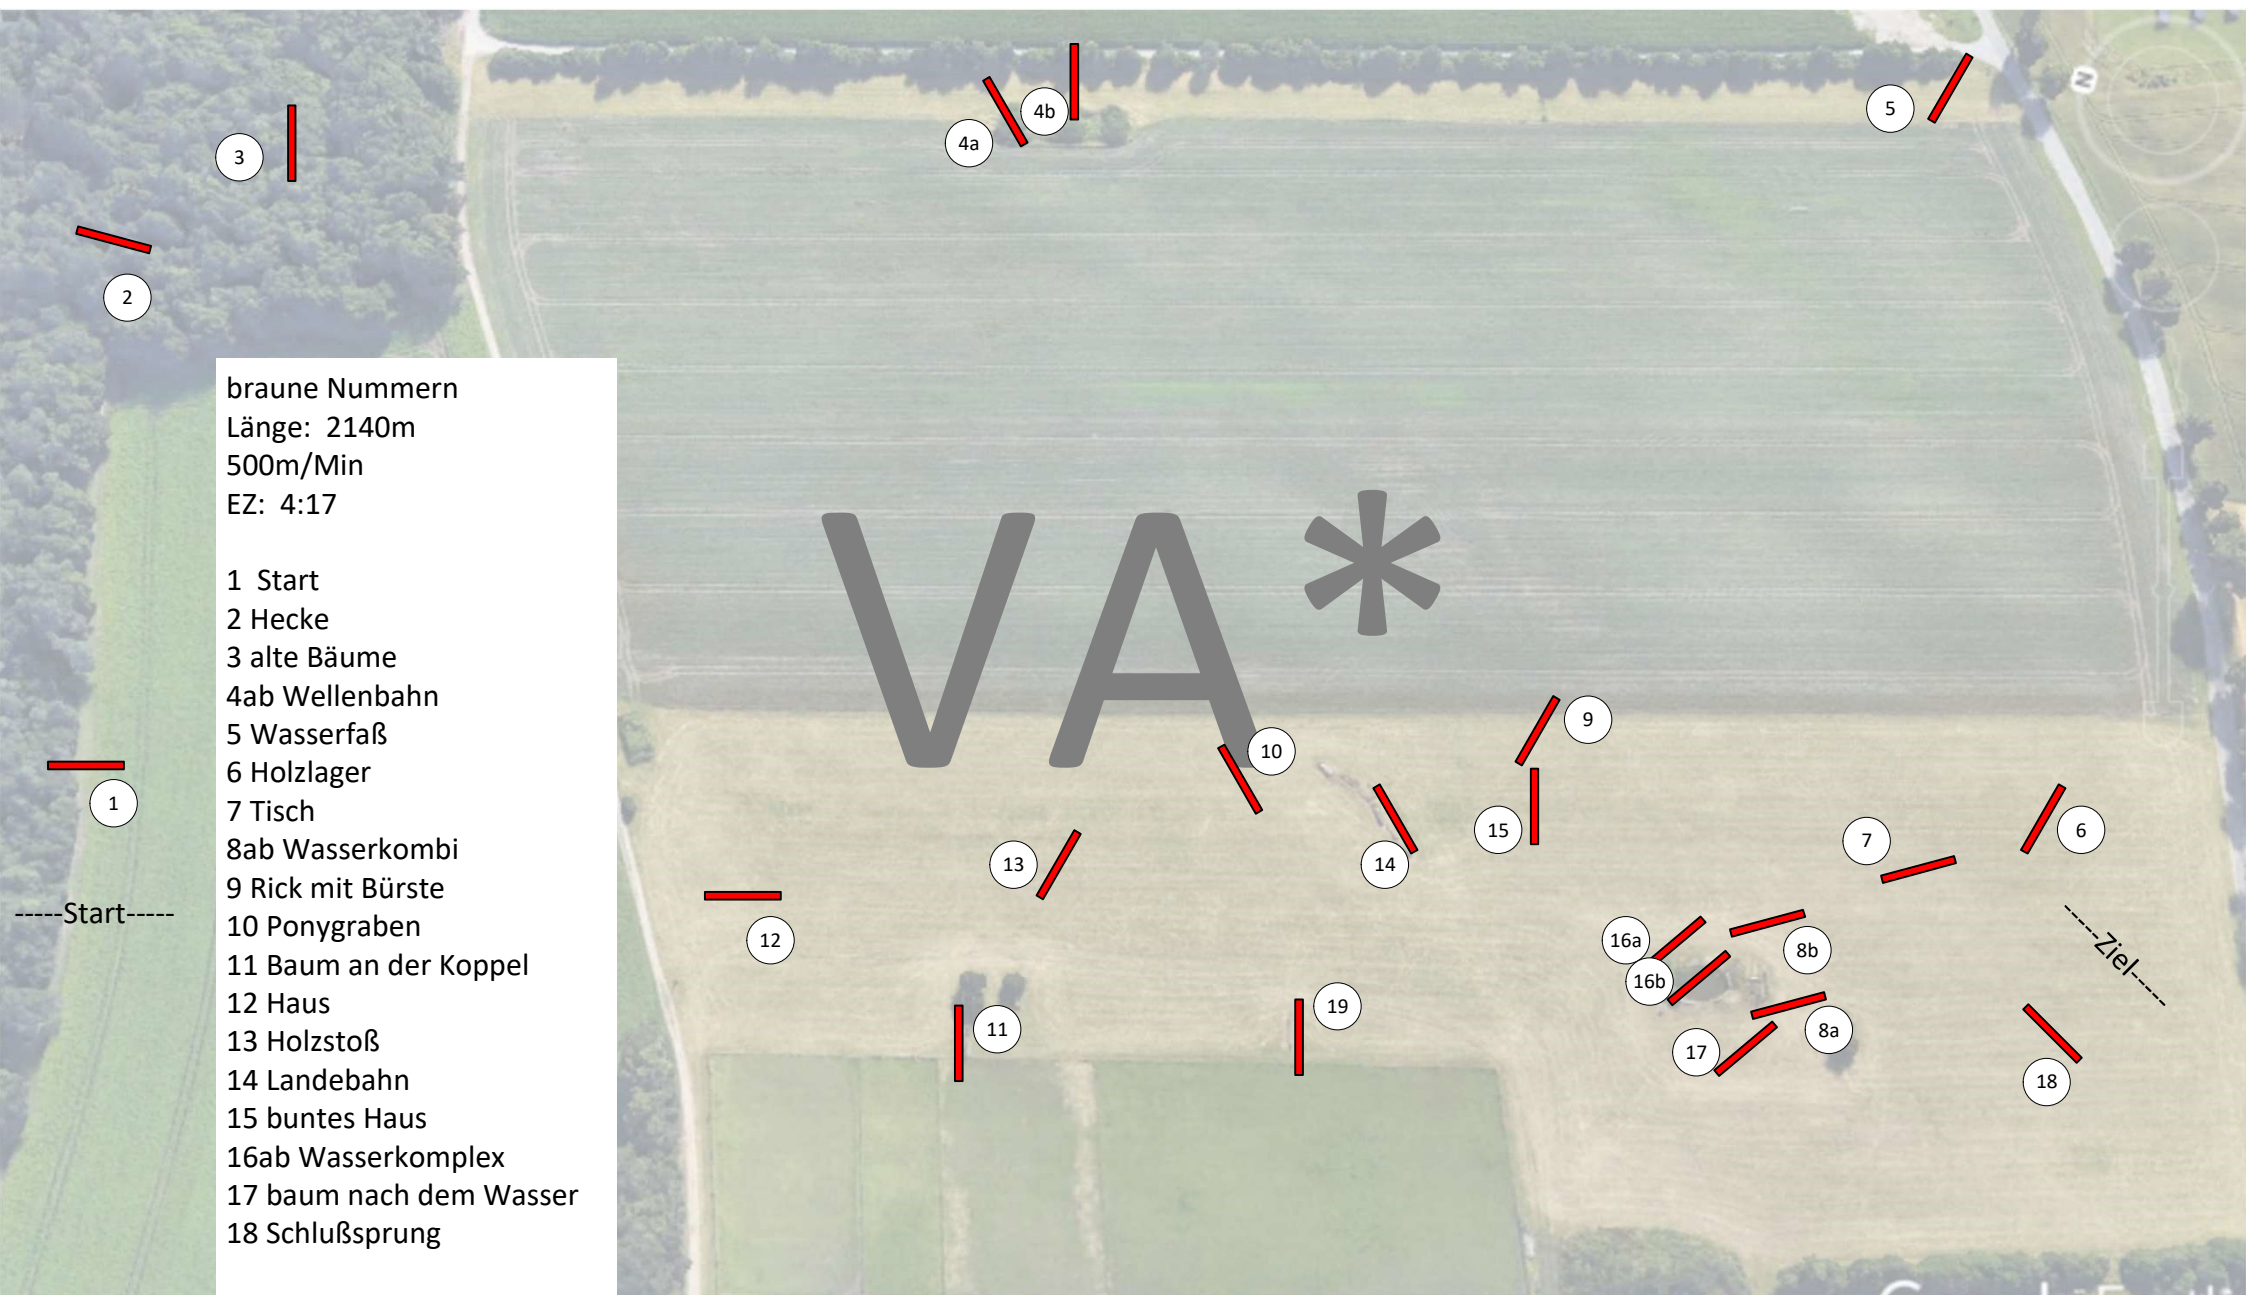 N
4b
5
4a
3
2
braune Nummern
Länge:  2140m
500m/Min
EZ:  4:17
1  Start
2 Hecke
3 alte Bäume
4ab Wellenbahn
5 Wasserfaß
6 Holzlager
7 Tisch
8ab Wasserkombi
9 Rick mit Bürste
10 Ponygraben
11 Baum an der Koppel
12 Haus
13 Holzstoß
14 Landebahn
15 buntes Haus
16ab Wasserkomplex
17 baum nach dem Wasser
18 Schlußsprung
VA*
9
10
1
15
6
7
13
14
-----Start-----
12
16a
8b
-----Ziel-----
16b
19
11
8a
17
18